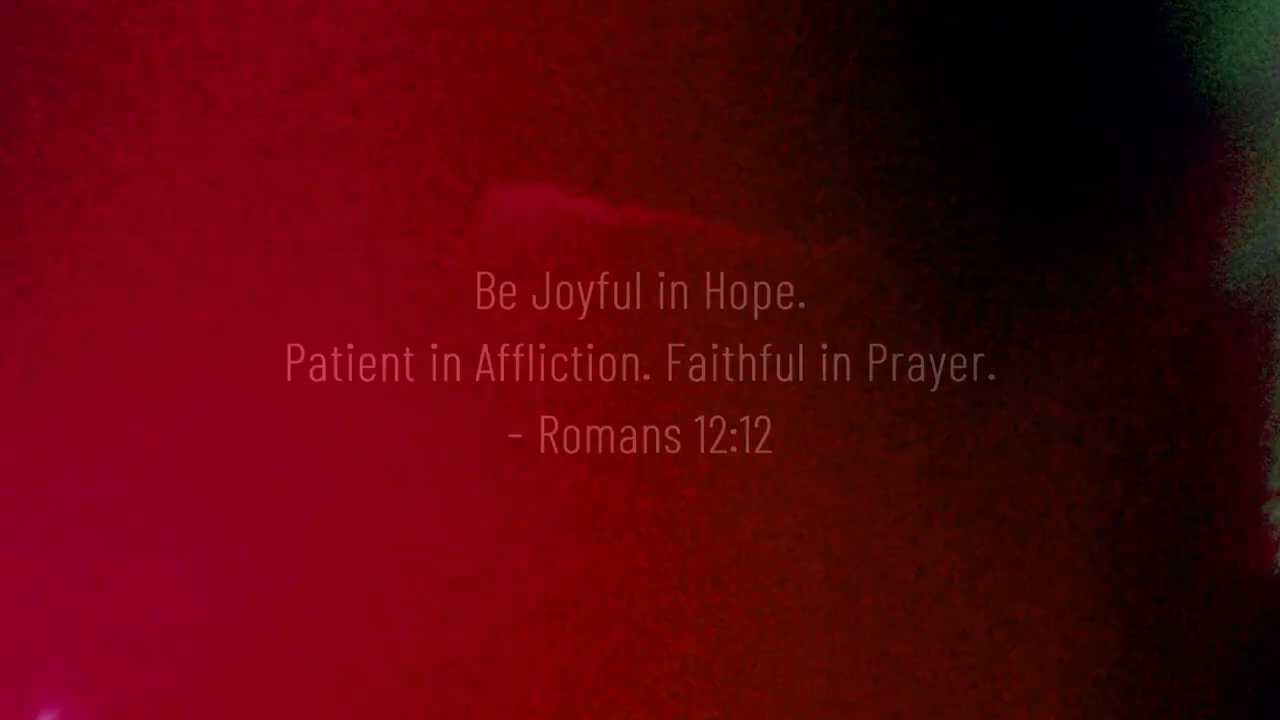 Be Joyful in Hope.
Patient in Affliction. Faithful in Prayer.
- Romans 12:12